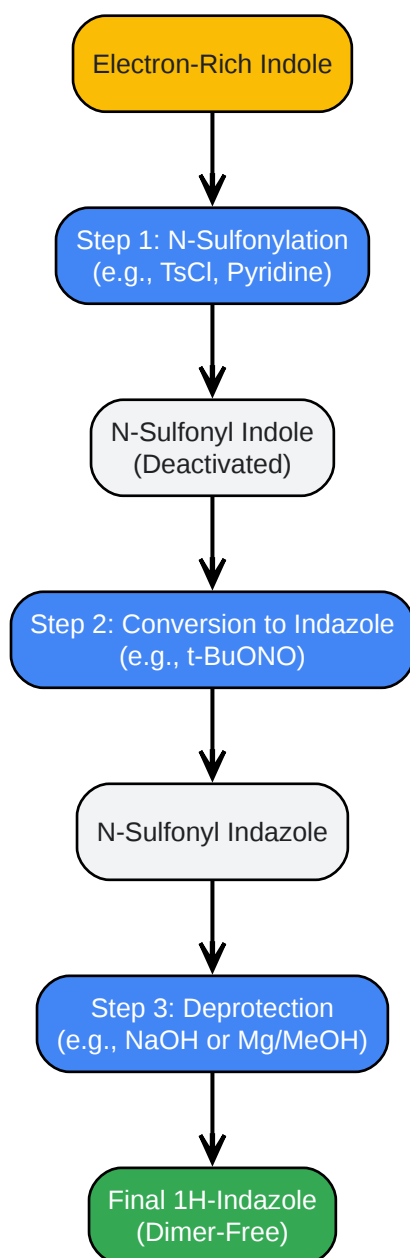 Electron-Rich Indole
Step 1: N-Sulfonylation
(e.g., TsCl, Pyridine)
N-Sulfonyl Indole
(Deactivated)
Step 2: Conversion to Indazole
(e.g., t-BuONO)
N-Sulfonyl Indazole
Step 3: Deprotection
(e.g., NaOH or Mg/MeOH)
Final 1H-Indazole
(Dimer-Free)